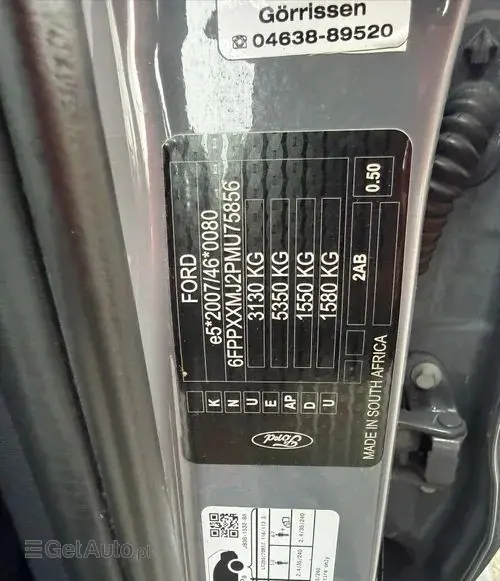 Görrissen
04638-89520
FORD
e5*2007/46*0080
6FPPXXMJ2PMU75856
3130 KG
5350 KG
1550 KG
1580 KG
2AB
0.50
K N U E AP D U
Ford
MADE IN SOUTH AFRICA
GetAuto.pl